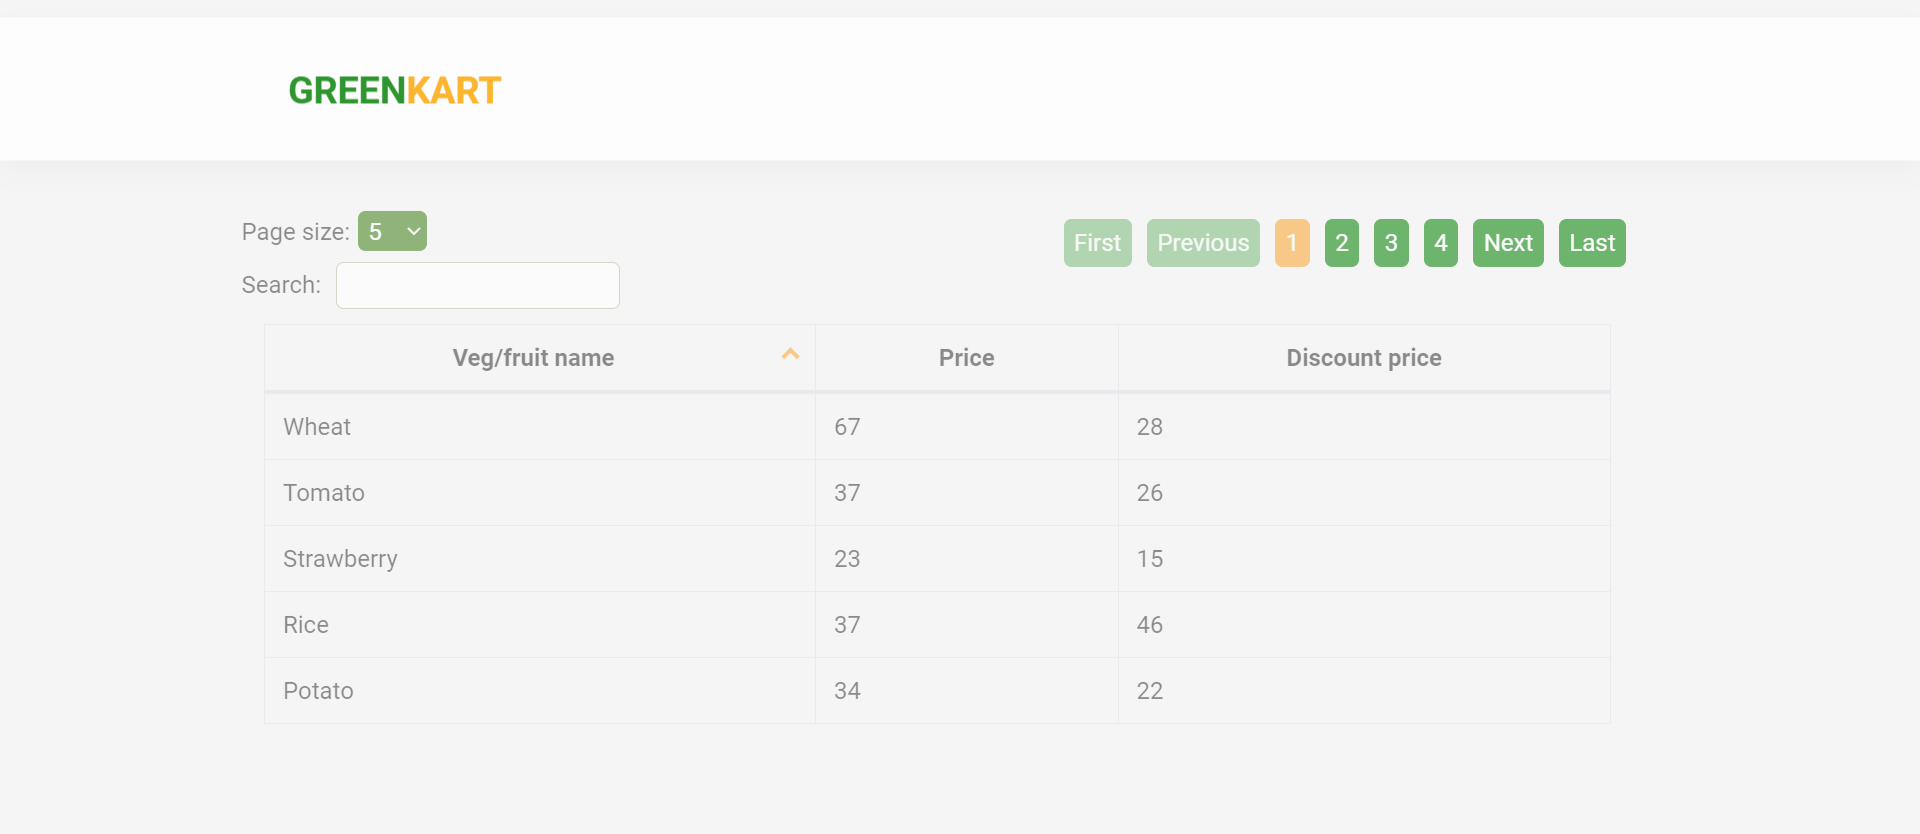 GREENKART
Page size: 5
First Previous 1 2 3 4 Next Last
Search:
Veg/fruit name Price Discount price
Wheat 67 28
Tomato 37 26
Strawberry 23 15
Rice 37 46
Potato 34 22